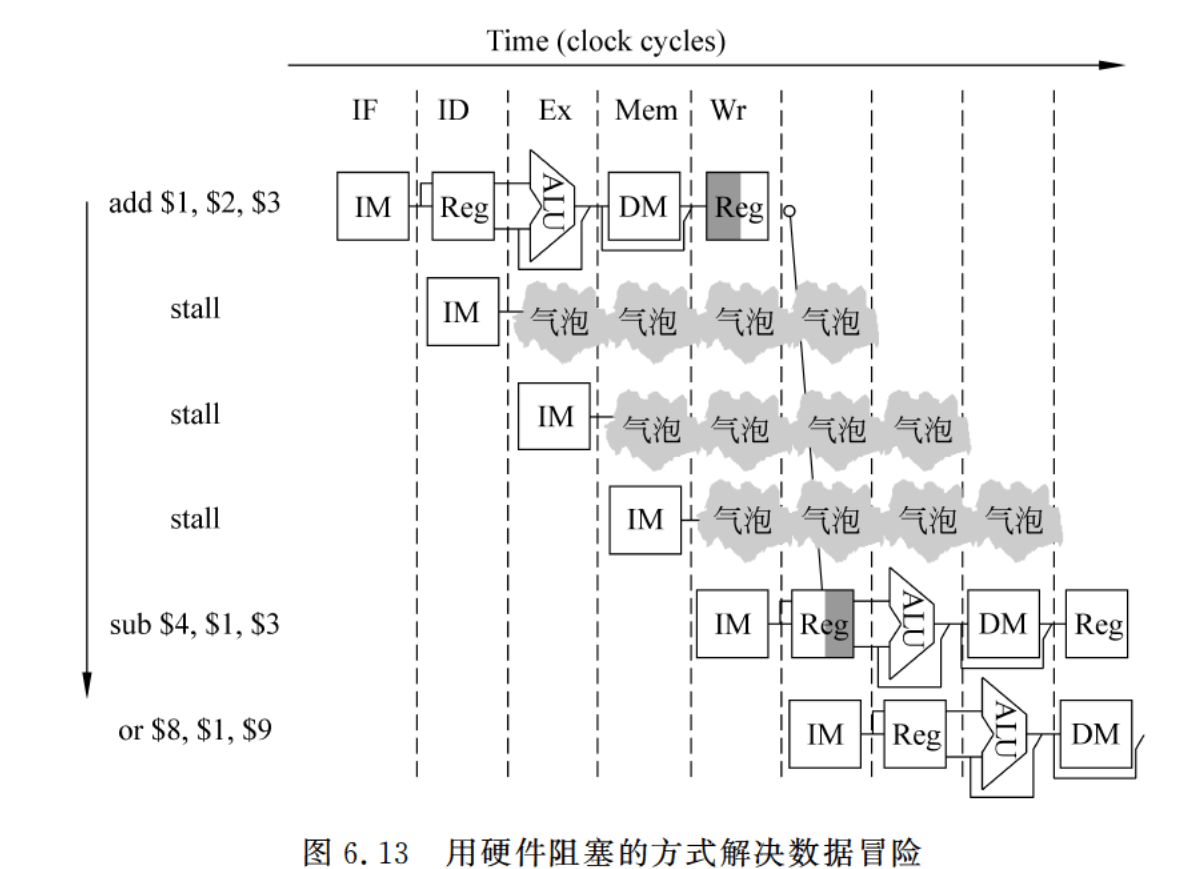 Time (clock cycles)
IF ID Ex Mem Wr
add $1, $2, $3 IM Reg ALU DM Reg
stall IM 气泡 气泡 气泡 气泡
stall IM 气泡 气泡 气泡 气泡
stall IM 气泡 气泡 气泡 气泡
sub $4, $1, $3 IM Reg ALU DM Reg
or $8, $1, $9 IM Reg ALU DM
图 6.13 用硬件阻塞的方式解决数据冒险